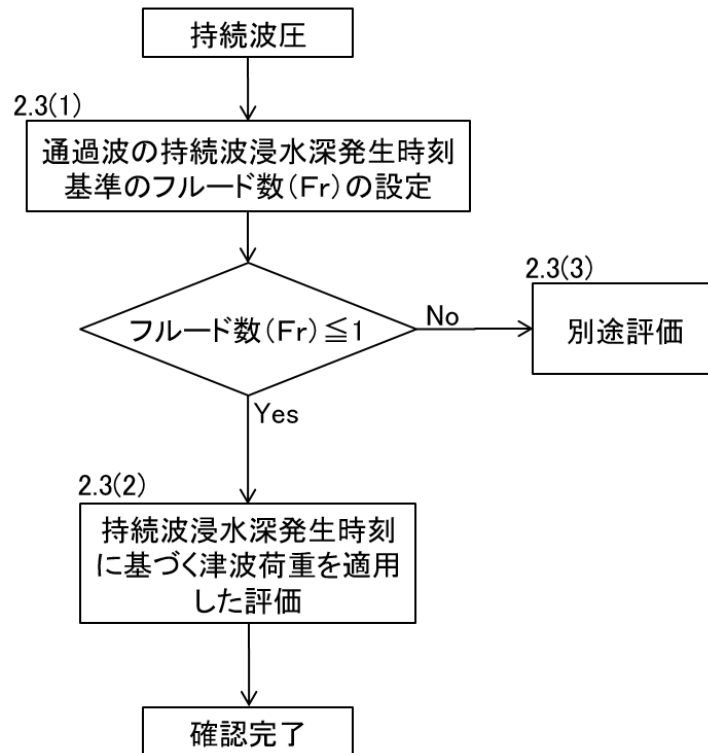 持続波圧
2.3(1)
通過波の持続波浸水深発生時刻
基準のフルード数(Fr)の設定
フルード数(Fr)≦1
No
2.3(3)
別途評価
Yes
2.3(2)
持続波浸水深発生時刻
に基づく津波荷重を適用
した評価
確認完了